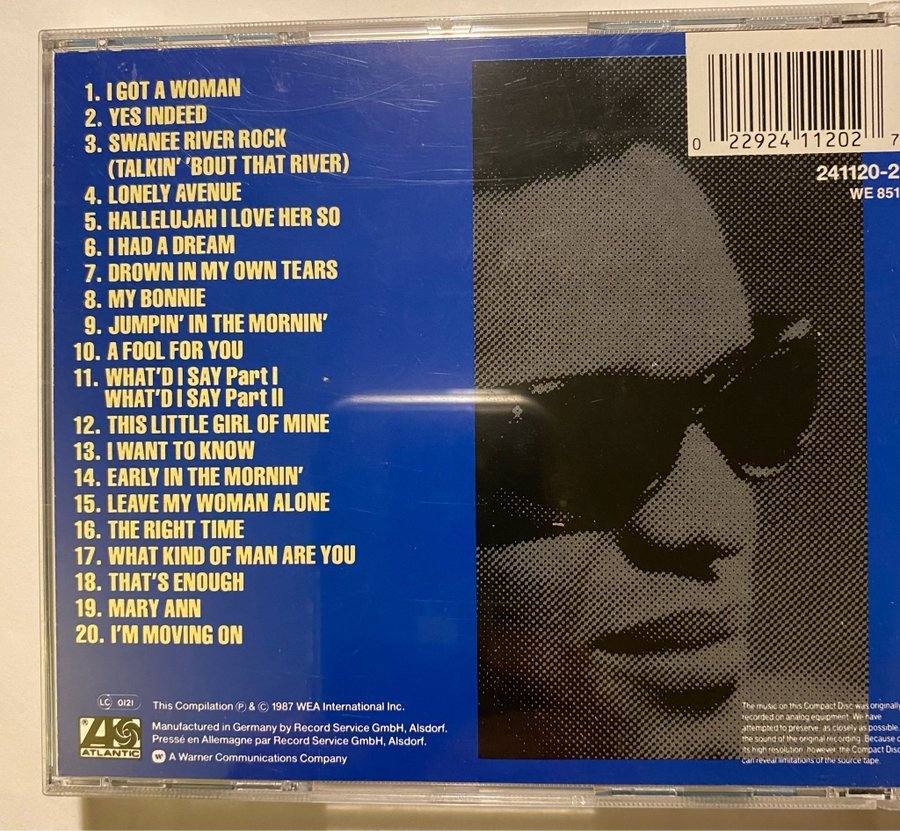 1. I GOT A WOMAN
2. YES INDEED
3. SWANEE RIVER ROCK
(TALKIN' 'BOUT THAT RIVER)
4. LONELY AVENUE
5. HALLELUJAH I LOVE HER SO
6. I HAD A DREAM
7. DROWN IN MY OWN TEARS
8. MY BONNIE
9. JUMPIN' IN THE MORNIN'
10. A FOOL FOR YOU
11. WHAT'D I SAY Part I
WHAT'D I SAY Part II
12. THIS LITTLE GIRL OF MINE
13. I WANT TO KNOW
14. EARLY IN THE MORNIN'
15. LEAVE MY WOMAN ALONE
16. THE RIGHT TIME
17. WHAT KIND OF MAN ARE YOU
18. THAT'S ENOUGH
19. MARY ANN
20. I'M MOVING ON
0 22924 11202 7
241120-2
WE 851
LC 0121
This Compilation Ⓟ & © 1987 WEA International Inc.
Manufactured in Germany by Record Service GmbH, Alsdorf.
Pressé en Allemagne par Record Service GmbH, Alsdorf.
A Warner Communications Company
ATLANTIC
The music on this Compact Disc was originally
recorded on analog equipment. We have
attempted to preserve, as closely as possible,
the sound of the original recording. Because o
its high resolution, however, the Compact Disc
can reveal limitations of the source tape.